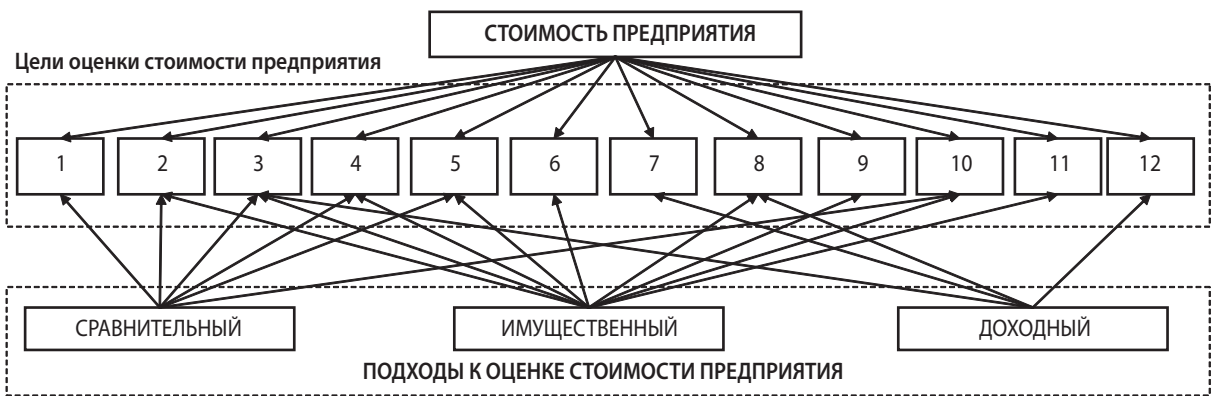 СТОИМОСТЬ ПРЕДПРИЯТИЯ
Цели оценки стоимости предприятия
1 2 3 4 5 6 7 8 9 10 11 12
СРАВНИТЕЛЬНЫЙ ИМУЩЕСТВЕННЫЙ ДОХОДНЫЙ
ПОДХОДЫ К ОЦЕНКЕ СТОИМОСТИ ПРЕДПРИЯТИЯ